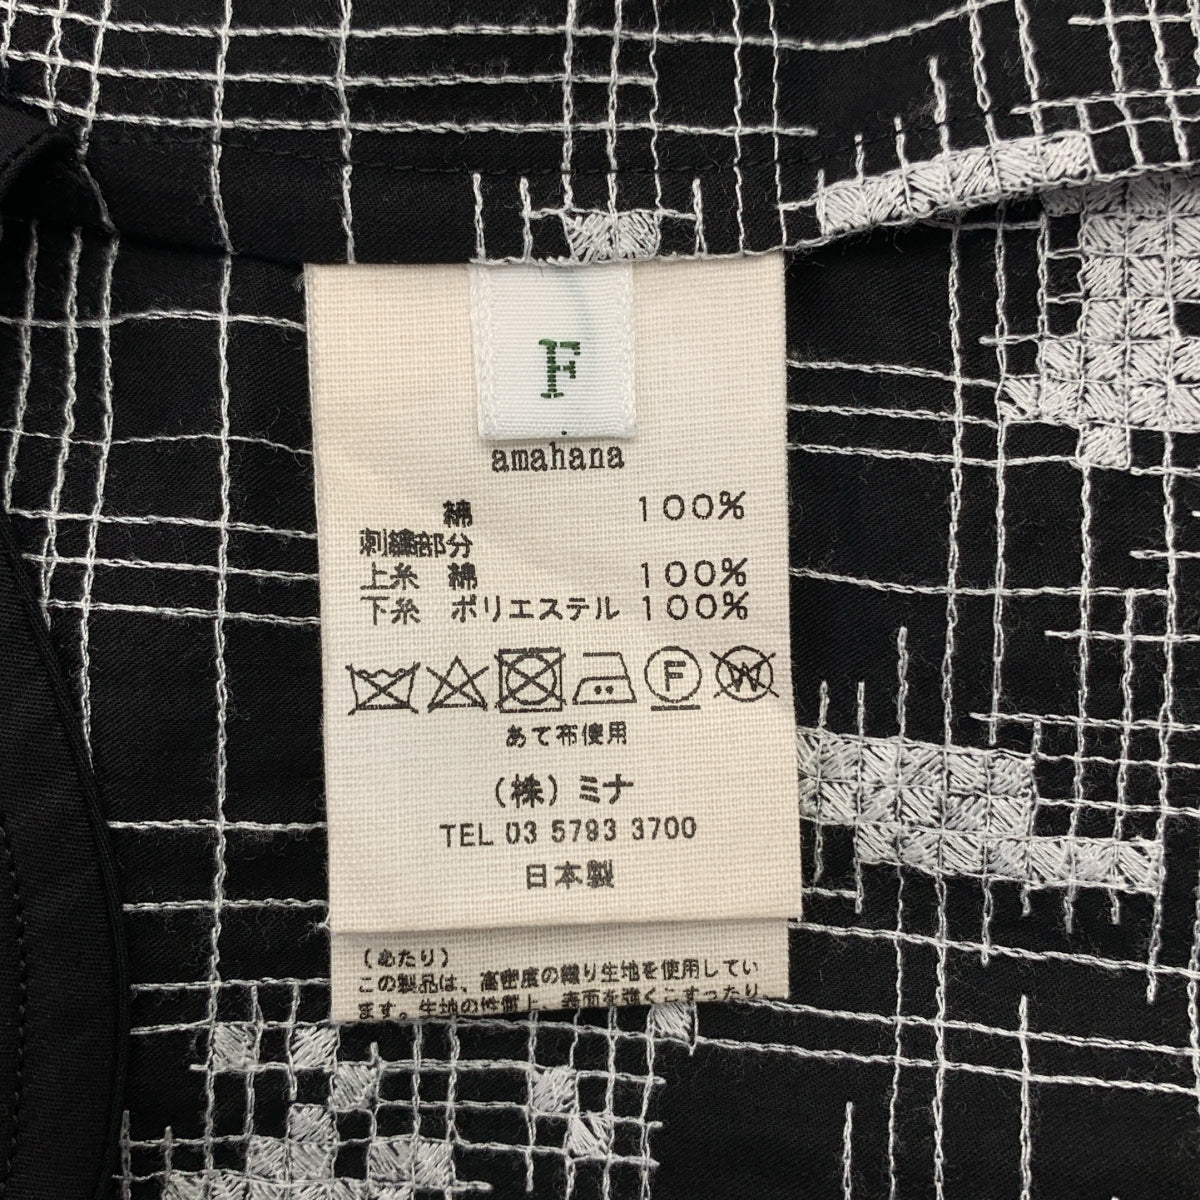 F
amahana
綿 100%
刺繍部分
上糸 綿 100%
下糸 ポリエステル 100%
F W
あて布使用
(株)ミナ
TEL 03 5793 3700
日本製
(あたり)
この製品は、高密度の織り生地を使用してい
ます。生地の性質上、表面を強くこすったり